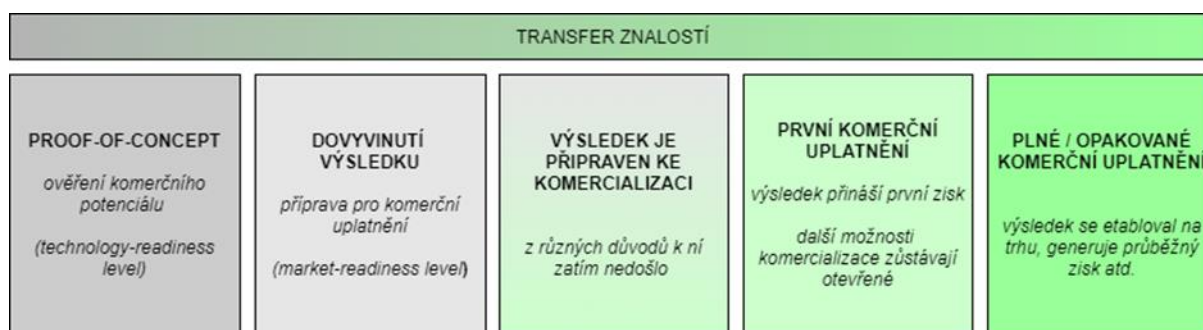 TRANSFER ZNALOSTÍ
PROOF-OF-CONCEPT
ověření komerčního
potenciálu
(technology-readiness
level)
DOVYVINUTÍ
VÝSLEDKU
příprava pro komerční
uplatnění
(market-readiness level)
VÝSLEDEK JE
PŘIPRAVEN KE
KOMERCIALIZACI
z různých důvodů k ní
zatím nedošlo
PRVNÍ KOMERČNÍ
UPLATNĚNÍ
výsledek přináší první zisk
další možnosti
komercializace zůstávají
otevřené
PLNÉ / OPAKOVANÉ
KOMERČNÍ UPLATNĚNÍ
výsledek se etabloval na
trhu, generuje průběžný
zisk atd.